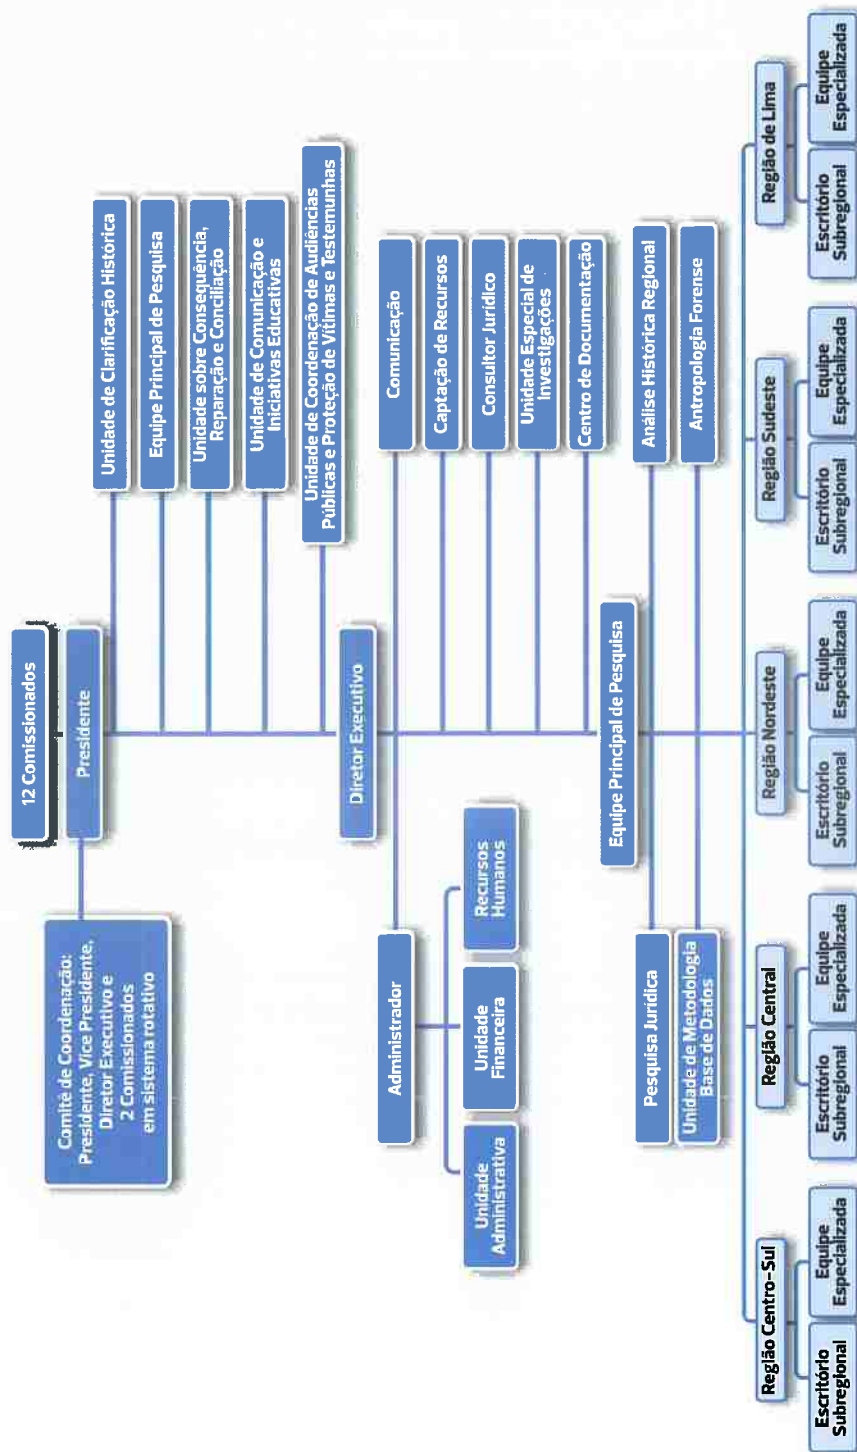 12 Comissionados
Presidente
Comitê de Coordenação:
Presidente, Vice Presidente,
Diretor Executivo e
2 Comissionados
em sistema rotativo
Unidade de Clarificação Histórica
Equipe Principal de Pesquisa
Unidade sobre Consequência,
Reparação e Conciliação
Unidade de Comunicação e
Iniciativas Educativas
Unidade de Coordenação de Audiências
Públicas e Proteção de Vítimas e Testemunhas
Diretor Executivo
Administrador
Unidade
Administrativa
Unidade
Financeira
Recursos
Humanos
Comunicação
Captação de Recursos
Consultor Jurídico
Unidade Especial de
Investigações
Centro de Documentação
Equipe Principal de Pesquisa
Pesquisa Jurídica
Unidade de Metodologia
Base de Dados
Análise Histórica Regional
Antropologia Forense
Região Centro-Sul
Escritório
Subregional
Equipe
Especializada
Região Central
Escritório
Subregional
Equipe
Especializada
Região Nordeste
Escritório
Subregional
Equipe
Especializada
Região Sudeste
Escritório
Subregional
Equipe
Especializada
Região de Lima
Escritório
Subregional
Equipe
Especializada